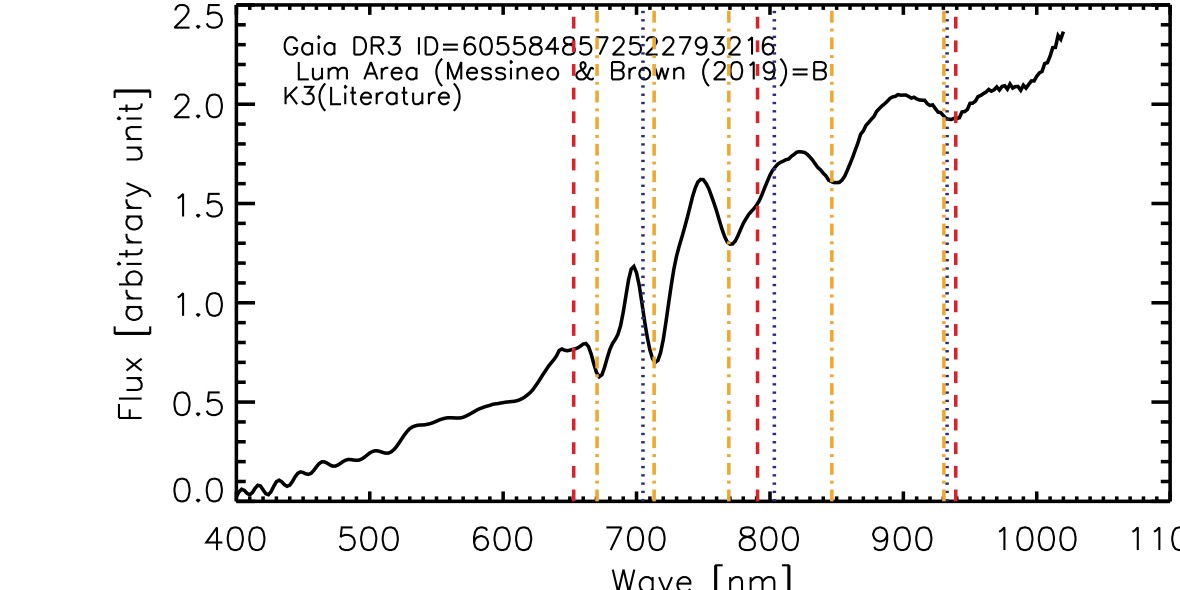 2.5
Gaia DR3 ID=6055848572522793216
Lum Area (Messineo & Brown (2019)=B
K3(Literature)
2.0
1.5
1.0
0.5
0.0
Flux [arbitrary unit]
400 500 600 700 800 900 1000 110
Wave [nm]